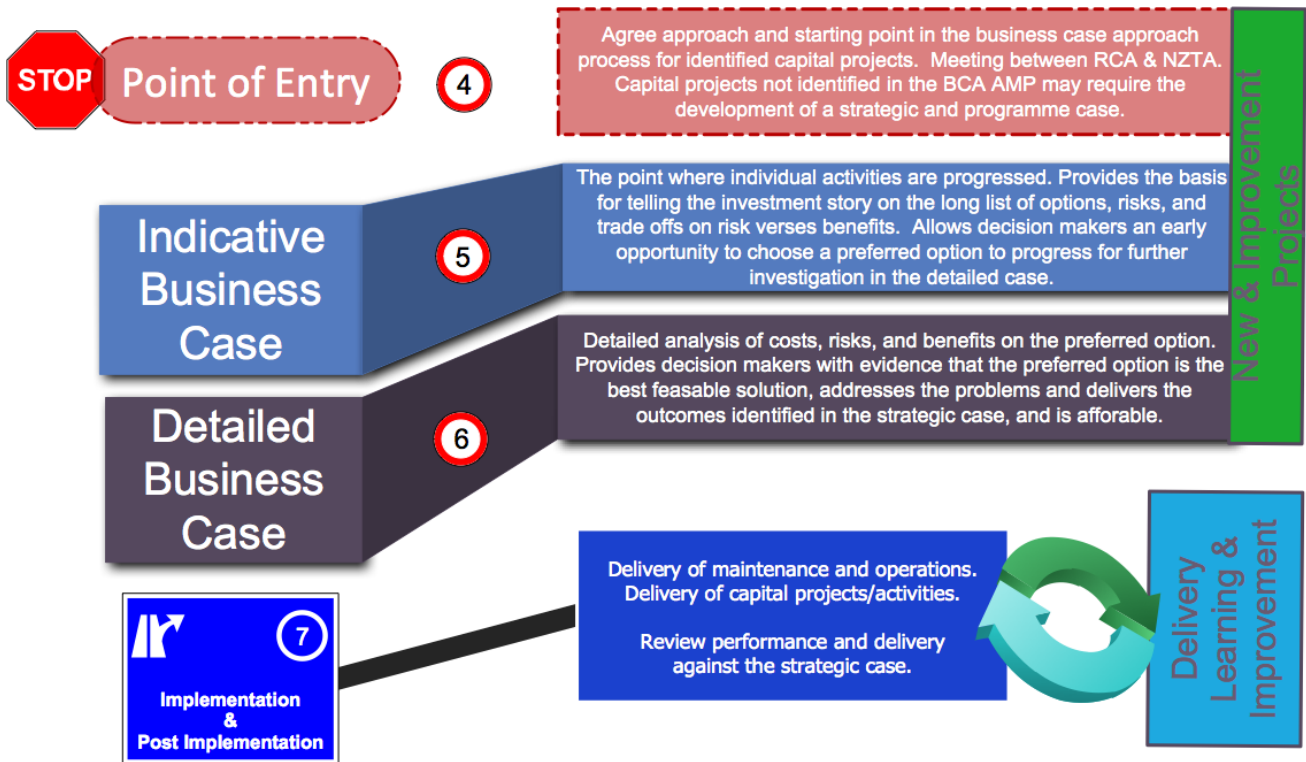 STOP
Point of Entry
4
Agree approach and starting point in the business case approach
process for identified capital projects. Meeting between RCA & NZTA.
Capital projects not identified in the BCA AMP may require the
development of a strategic and programme case.
Indicative
Business
Case
5
The point where individual activities are progressed. Provides the basis
for telling the investment story on the long list of options, risks, and
trade offs on risk verses benefits. Allows decision makers an early
opportunity to choose a preferred option to progress for further
investigation in the detailed case.
Detailed
Business
Case
6
Detailed analysis of costs, risks, and benefits on the preferred option.
Provides decision makers with evidence that the preferred option is the
best feasable solution, addresses the problems and delivers the
outcomes identified in the strategic case, and is afforable.
New & Improvement
Projects
7
Implementation
&
Post Implementation
Delivery of maintenance and operations.
Delivery of capital projects/activities.
Review performance and delivery
against the strategic case.
Delivery
Learning &
Improvement